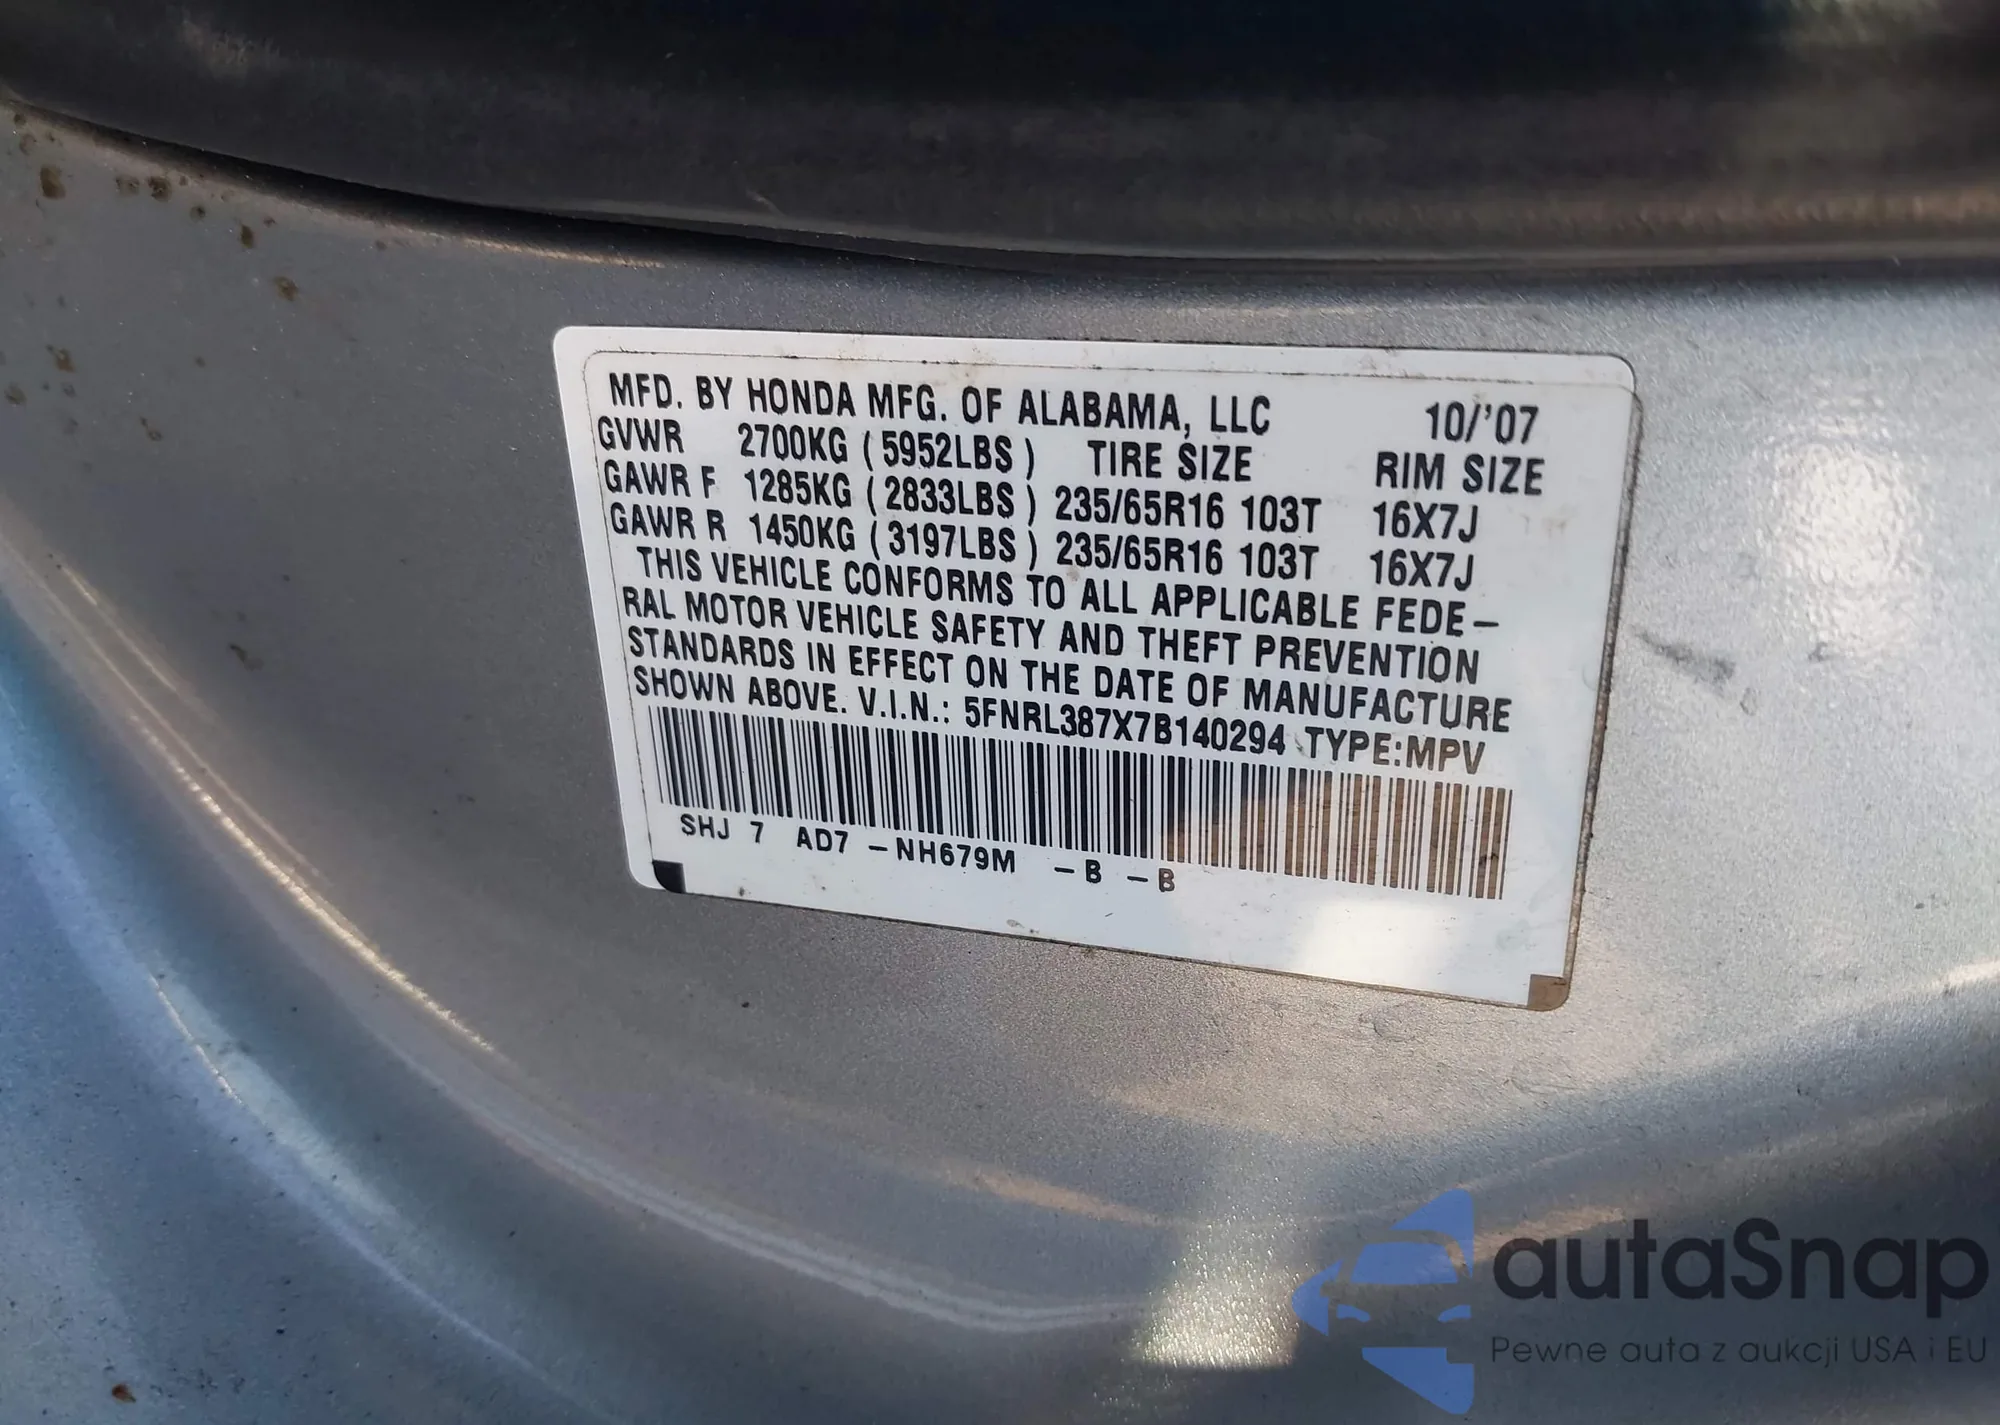 MFD. BY HONDA MFG. OF ALABAMA, LLC 10/'07
GVWR 2700KG (5952LBS) TIRE SIZE RIM SIZE
GAWR F 1285KG (2833LBS) 235/65R16 103T 16X7J
GAWR R 1450KG (3197LBS) 235/65R16 103T 16X7J
THIS VEHICLE CONFORMS TO ALL APPLICABLE FEDE-
RAL MOTOR VEHICLE SAFETY AND THEFT PREVENTION
STANDARDS IN EFFECT ON THE DATE OF MANUFACTURE
SHOWN ABOVE. V.I.N.: 5FNRL387X7B140294 TYPE:MPV
SHJ 7 AD7 -NH679M -B -B
autaSnap
Pewne auta z aukcji USA i EU